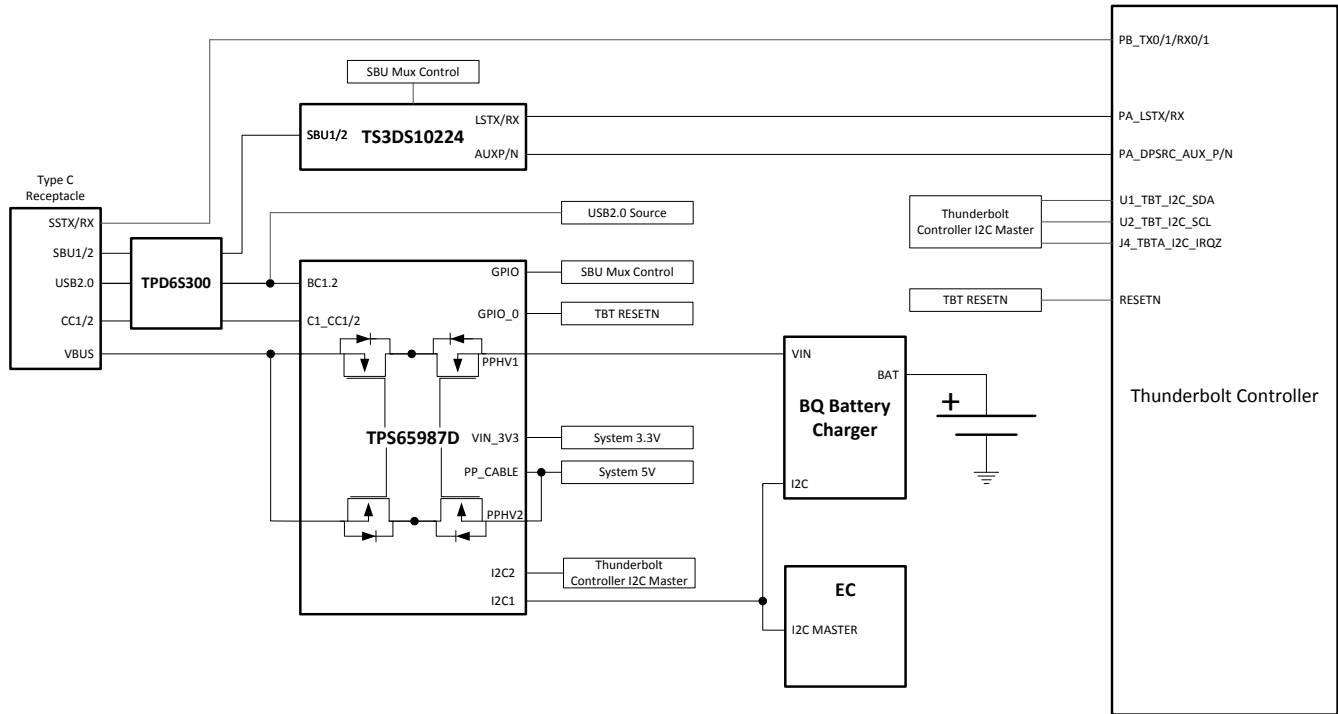 PB_TX0/1/RX0/1
SBU Mux Control
LSTX/RX
PA_LSTX/RX
SBU1/2
TS3DS10224
AUXP/N
PA_DPSRC_AUX_P/N
Type C
Receptacle
U1_TBT_I2C_SDA
Thunderbolt
Controller I2C Master
U2_TBT_I2C_SCL
J4_TBTA_I2C_IRQZ
SSTX/RX
USB2.0 Source
SBU1/2
TPD6S300
USB2.0
BC1.2
GPIO
SBU Mux Control
TBT RESETN
RESETN
CC1/2
C1_CC1/2
GPIO_0
TBT RESETN
VBUS
PPHV1
VIN
BAT
Thunderbolt Controller
BQ Battery
Charger
+
TPS65987D
VIN_3V3
System 3.3V
PP_CABLE
System 5V
I2C
PPHV2
I2C2
Thunderbolt
Controller I2C Master
I2C1
EC
I2C MASTER